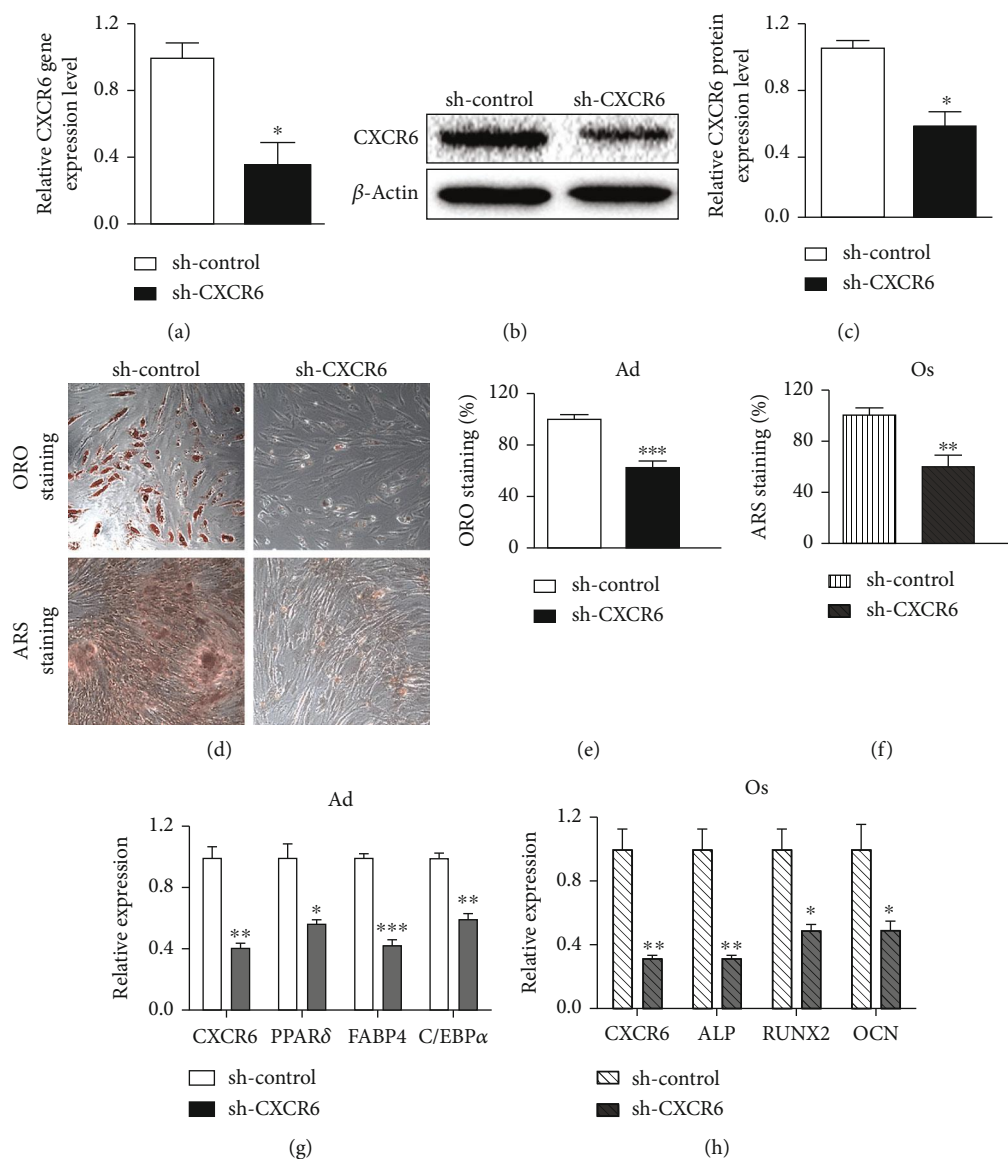 Relative CXCR6 gene
expression level
1.2
0.8
0.4
0.0
*
sh-control
sh-CXCR6
(a)
sh-control sh-CXCR6
CXCR6
β-Actin
(b)
Relative CXCR6 protein
expression level
1.2
0.8
0.4
0.0
*
sh-control
sh-CXCR6
(c)
sh-control sh-CXCR6
ORO
staining
ARS
staining
(d)
Ad
ORO staining (%)
120
80
40
0
***
sh-control
sh-CXCR6
(e)
Os
ARS staining (%)
120
80
40
0
**
sh-control
sh-CXCR6
(f)
Ad
Relative expression
1.2
0.8
0.4
0.0
** * *** **
CXCR6 PPARδ FABP4 C/EBPα
sh-control
sh-CXCR6
(g)
Os
Relative expression
1.2
0.8
0.4
0.0
** ** * *
CXCR6 ALP RUNX2 OCN
sh-control
sh-CXCR6
(h)